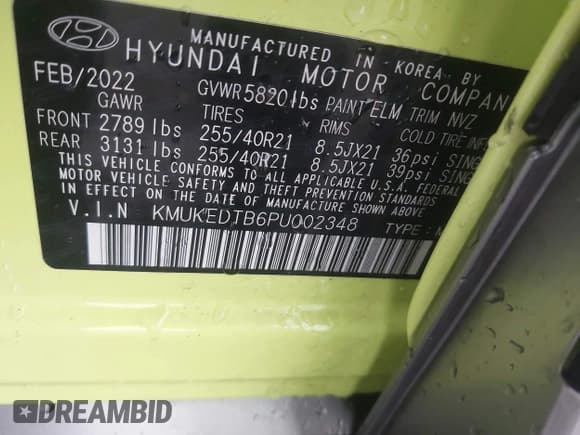 MANUFACTURED IN KOREA BY
HYUNDAI MOTOR COMPAN
FEB/2022 GVWR 5820 lbs PAINT ELM TRIM NVZ
GAWR TIRES RIMS COLD TIRE INF
FRONT 2789 lbs 255/40R21 8.5JX21 36psi SING
REAR 3131 lbs 255/40R21 8.5JX21 39psi SING
THIS VEHICLE CONFORMS TO ALL APPLICABLE U.S.A. FEDERAL
MOTOR VEHICLE SAFETY AND THEFT PREVENTION STANDARDS
IN EFFECT ON THE DATE OF MANUFACTURE SHOWN ABOVE.
V.I.N KMUKEDTB6PU002348 TYPE: M
DREAMBID